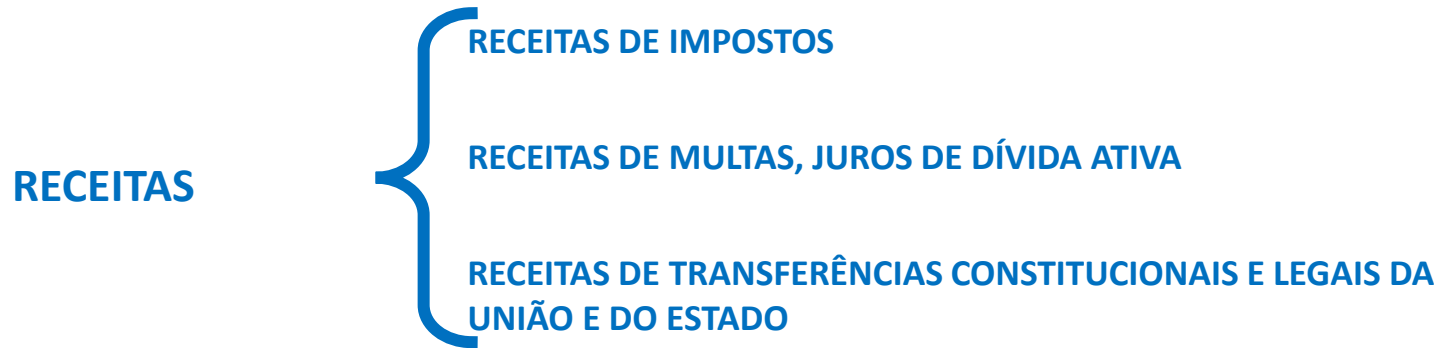 RECEITAS
RECEITAS DE IMPOSTOS
RECEITAS DE MULTAS, JUROS DE DÍVIDA ATIVA
RECEITAS DE TRANSFERÊNCIAS CONSTITUCIONAIS E LEGAIS DA
UNIÃO E DO ESTADO